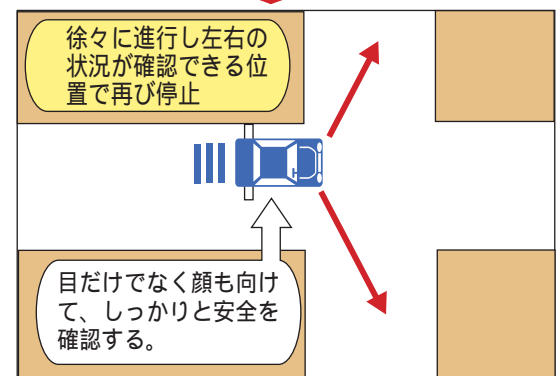 徐々に進行し左右の
状況が確認できる位
置で再び停止
目だけでなく顔も向け
て、しっかりと安全を
確認する。